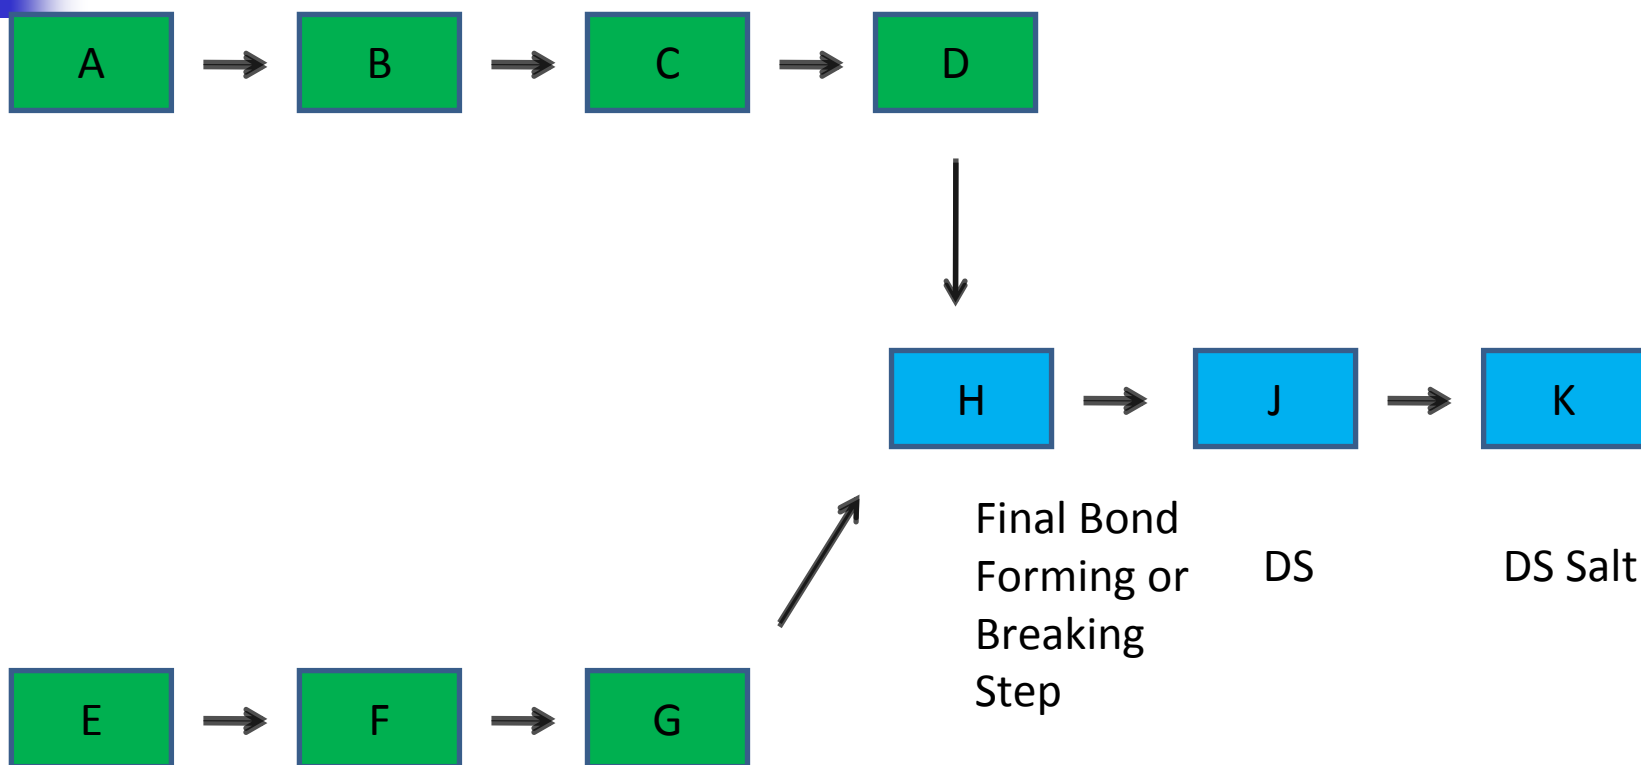 A
B
C
D
H
J
K
Final Bond
Forming or
Breaking
Step
DS
DS Salt
E
F
G